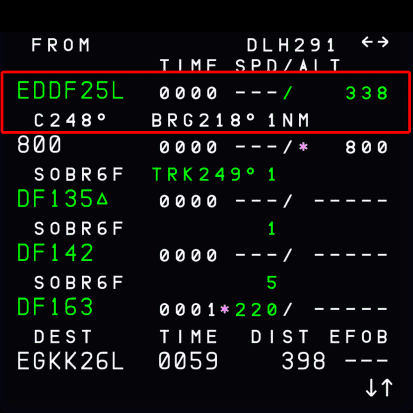 FROM DLH291 ←→
TIME SPD/ALT
EDDF25L 0000 ---/ 338
C248° BRG218° 1NM
800 0000 ---/* 800
SOBR6F TRK249° 1
DF135△ 0000 ---/ -----
SOBR6F 1
DF142 0000 ---/ -----
SOBR6F 5
DF163 0001*220/ -----
DEST TIME DIST EFOB
EGKK26L 0059 398 ---
↓↑